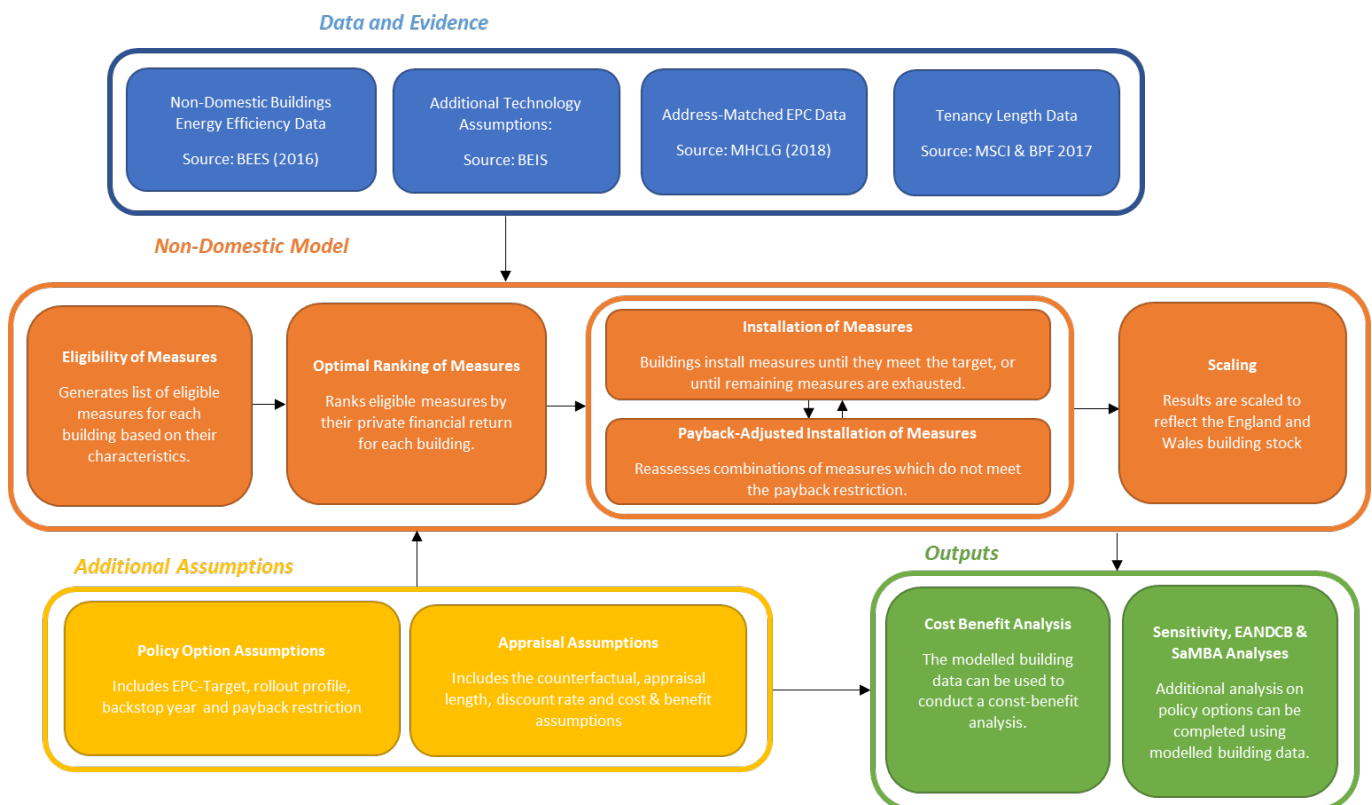 Data and Evidence
Non-Domestic Buildings
Energy Efficiency Data
Source: BEES (2016)
Additional Technology
Assumptions:
Source: BEIS
Address-Matched EPC Data
Source: MHCLG (2018)
Tenancy Length Data
Source: MSCI & BPF 2017
Non-Domestic Model
Eligibility of Measures
Generates list of eligible
measures for each
building based on their
characteristics.
Optimal Ranking of Measures
Ranks eligible measures by
their private financial return
for each building.
Installation of Measures
Buildings install measures until they meet the target, or
until remaining measures are exhausted.
Payback-Adjusted Installation of Measures
Reassesses combinations of measures which do not meet
the payback restriction.
Scaling
Results are scaled to
reflect the England and
Wales building stock
Additional Assumptions
Policy Option Assumptions
Includes EPC-Target, rollout profile,
backstop year and payback restriction
Appraisal Assumptions
Includes the counterfactual, appraisal
length, discount rate and cost & benefit
assumptions
Outputs
Cost Benefit Analysis
The modelled building
data can be used to
conduct a const-benefit
analysis.
Sensitivity, EANDCB &
SaMBA Analyses
Additional analysis on
policy options can be
completed using
modelled building data.